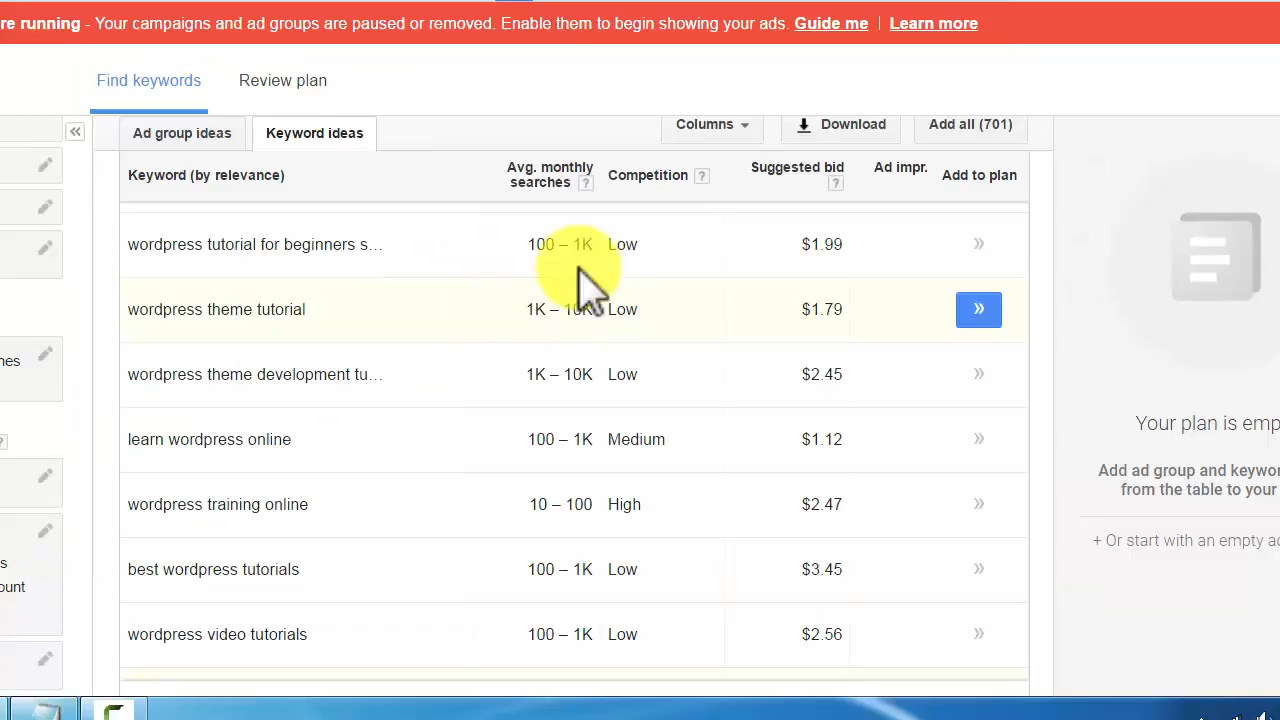 re running - Your campaigns and ad groups are paused or removed. Enable them to begin showing your ads. Guide me | Learn more
Find keywords Review plan
Ad group ideas Keyword ideas Columns Download Add all (701)
Keyword (by relevance) Avg. monthly searches ? Competition ? Suggested bid ? Ad impr. Add to plan
wordpress tutorial for beginners s... 100 – 1K Low $1.99 »
wordpress theme tutorial 1K – 10K Low $1.79 »
wordpress theme development tu... 1K – 10K Low $2.45 »
learn wordpress online 100 – 1K Medium $1.12 »
wordpress training online 10 – 100 High $2.47 »
best wordpress tutorials 100 – 1K Low $3.45 »
wordpress video tutorials 100 – 1K Low $2.56 »
«
nes
?
s
ount
Your plan is emp
Add ad group and keywor
from the table to your
+ Or start with an empty ad